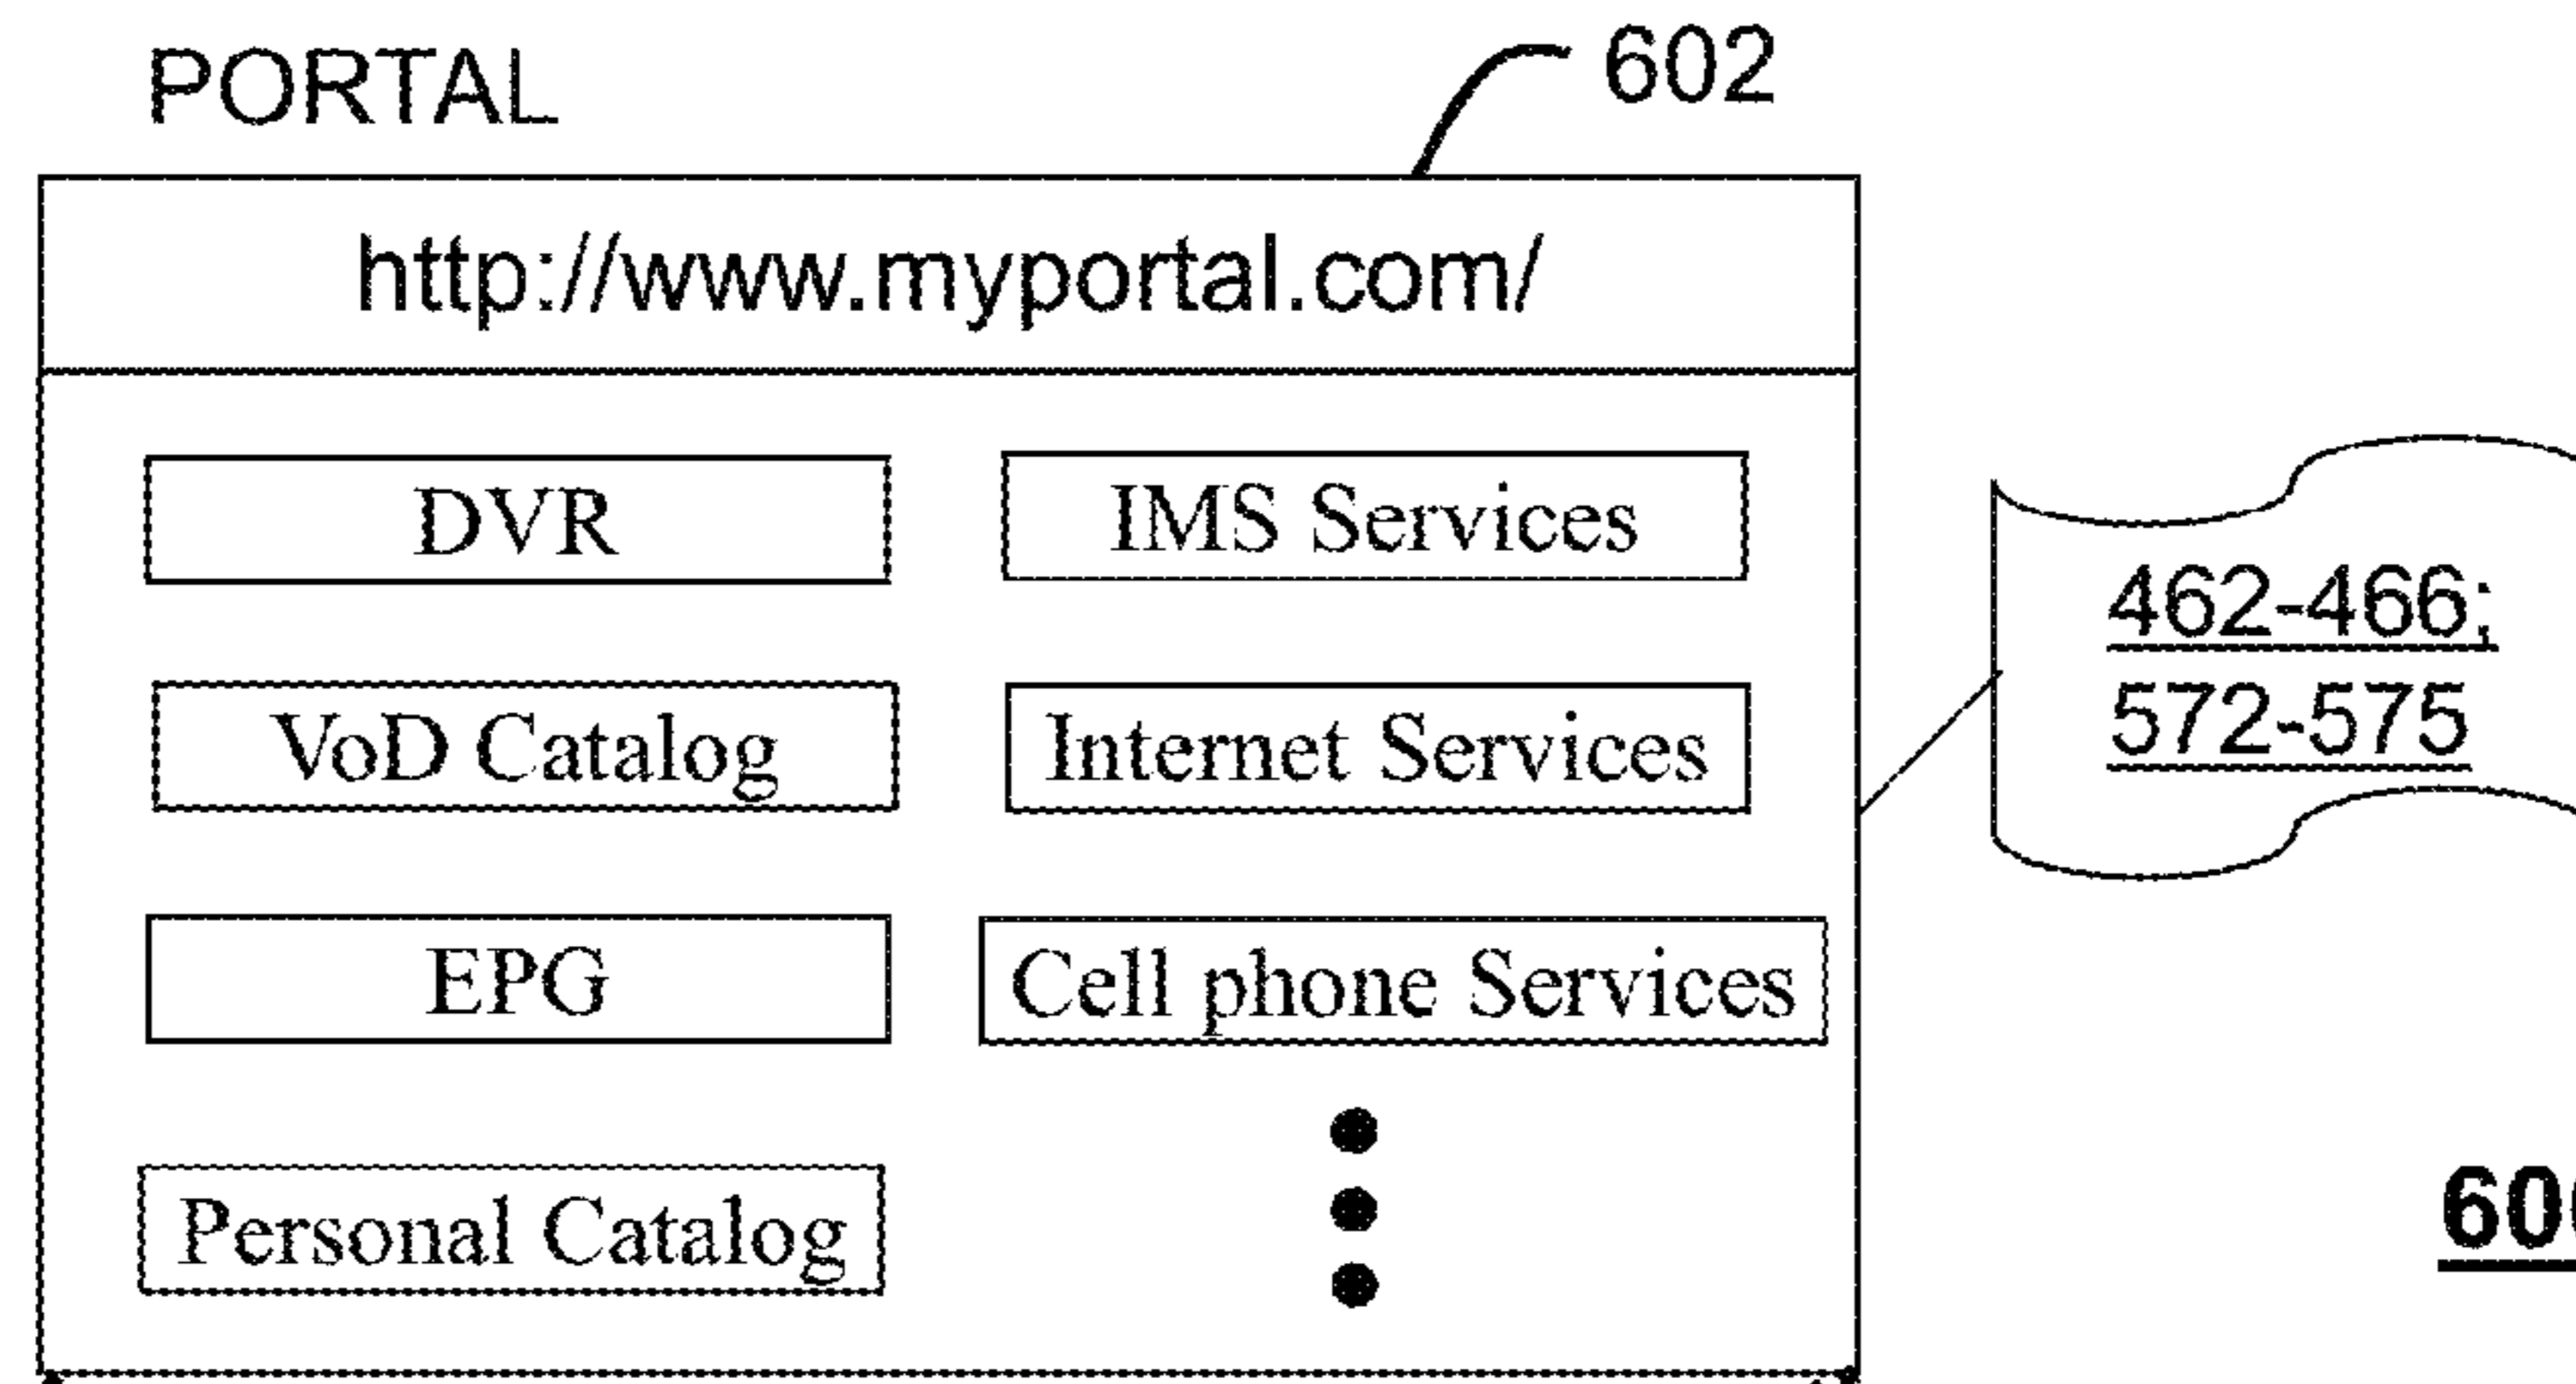 PORTAL
602
http://www.myportal.com/
DVR
IMS Services
VoD Catalog
Internet Services
EPG
Cell phone Services
Personal Catalog
462-466;
572-575